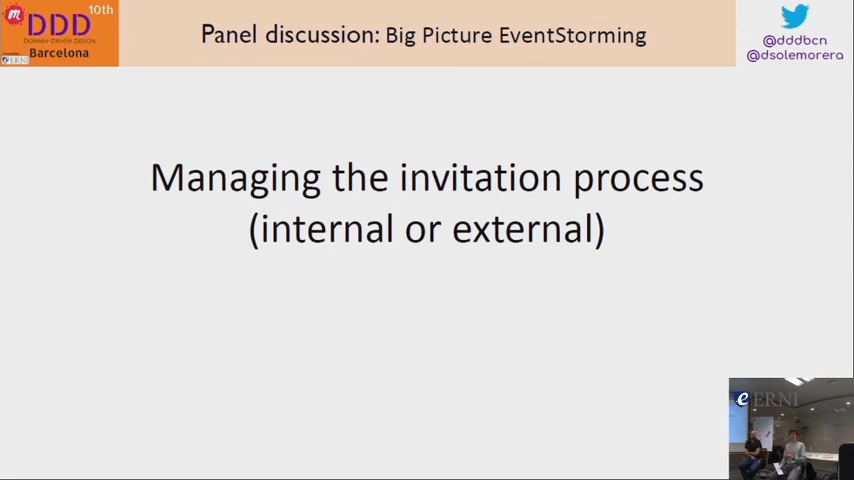 m
10th
DDD
DOMAIN-DRIVEN DESIGN
Barcelona
ERNI
Panel discussion: Big Picture EventStorming
@dddbcn
@dsolemorera
Managing the invitation process
(internal or external)
e ERNI